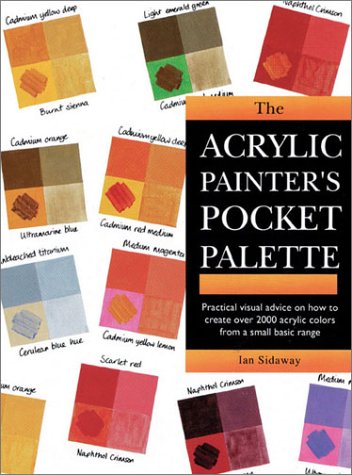 Cadmium yellow deep
Light emerald green
Naphthol Crimson
Burnt sienna
The
ACRYLIC
PAINTER'S
POCKET
PALETTE
Practical visual advice on how to
create over 2000 acrylic colors
from a small basic range
Ian Sidaway
Cadmium orange
Cadmium yellow deep
Ultramarine blue
Cadmium red medium
titanium
Medium magenta
Cerulean blue hue
Cadmium yellow lemon
Scarlet red
orange
Naphthol Crimson
Naphthol Crimson
Medium
Ultramarine